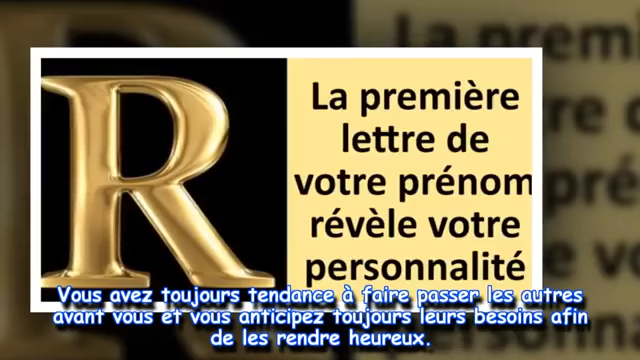 R
La première
lettre de
votre prénom
révèle votre
personnalité
Vous avez toujours tendance à faire passer les autres
avant vous et vous anticipez toujours leurs besoins afin
de les rendre heureux.